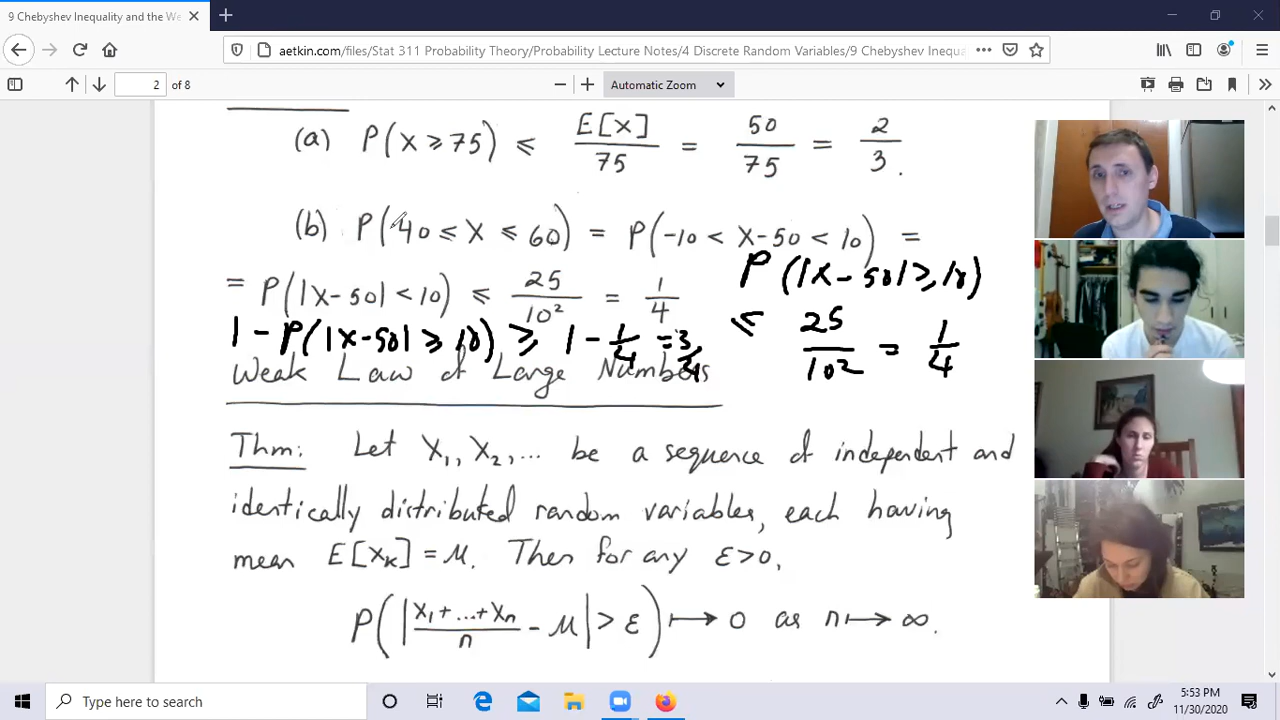 9 Chebyshev Inequality and the We
aetkin.com/files/Stat 311 Probability Theory/Probability Lecture Notes/4 Discrete Random Variables/9 Chebyshev Inequa
2 of 8
Automatic Zoom
(a) P(X ≥ 75) ≤ E[X]/75 = 50/75 = 2/3.
(b) P(40 ≤ X ≤ 60) = P(-10 < X-50 < 10) =
= P(|X-50| < 10) ≤ 25/10² = 1/4
P(|X-50| ≥ 10)
≤ 25/10² = 1/4
1 - P(|X-50| ≥ 10) ≥ 1 - 1/4 = 3/4
Weak Law of Large Numbers
Thm: Let X₁, X₂, ... be a sequence of independent and
identically distributed random variables, each having
mean E[Xₖ] = μ. Then for any ε>0,
P(|X₁+...+Xₙ/n - μ| > ε) ↦ 0 as n ↦ ∞.
Type here to search
5:53 PM
11/30/2020